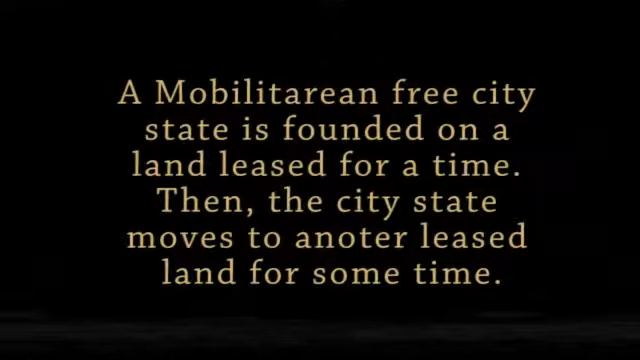 A Mobilitarean free city
state is founded on a
land leased for a time.
Then, the city state
moves to anoter leased
land for some time.